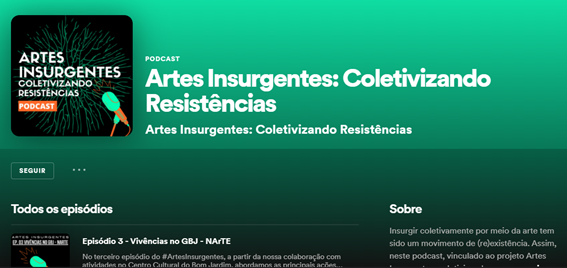 ARTES
INSURGENTES
COLETIVIZANDO
RESISTÊNCIAS
PODCAST
PODCAST
Artes Insurgentes: Coletivizando
Resistências
Artes Insurgentes: Coletivizando Resistências
SEGUIR
Todos os episódios
Sobre
ARTES INSURGENTES
EP. 03 VIVÊNCIAS NO GBJ - NARTE
Episódio 3 - Vivências no GBJ - NArTE
No terceiro episódio do #ArtesInsurgentes, a partir da nossa colaboração com
atividades no Centro Cultural do Bom Jardim, abordamos as principais ações...
Insurgir coletivamente por meio da arte tem
sido um movimento de (re)existência. Assim,
neste podcast, vinculado ao projeto Artes